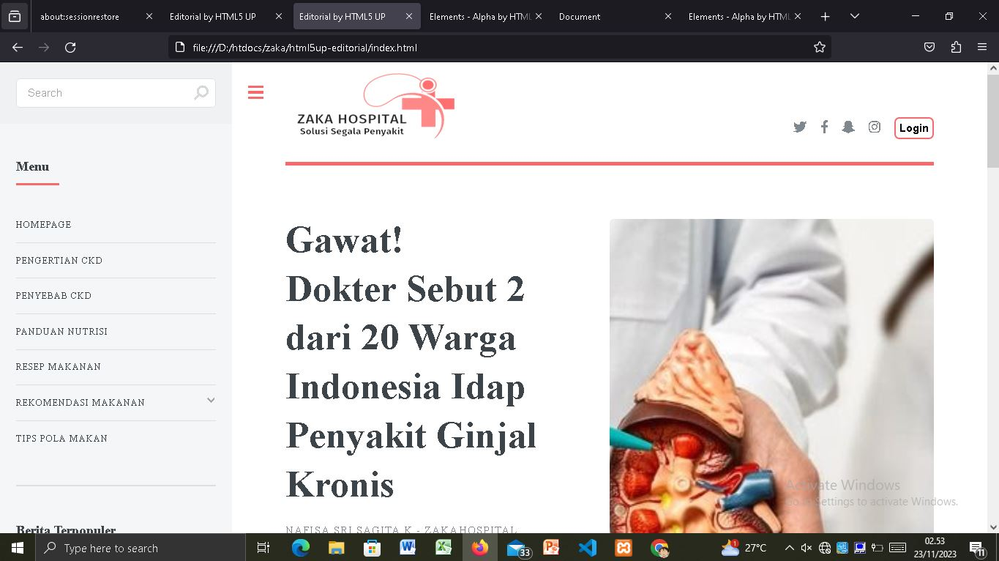 about:sessionrestore
Editorial by HTML5 UP
Editorial by HTML5 UP
Elements - Alpha by HTML
Document
Elements - Alpha by HTML
file:///D:/htdocs/zaka/html5up-editorial/index.html
Search
ZAKA HOSPITAL
Solusi Segala Penyakit
Login
Menu
HOMEPAGE
PENGERTIAN CKD
PENYEBAB CKD
PANDUAN NUTRISI
RESEP MAKANAN
REKOMENDASI MAKANAN
TIPS POLA MAKAN
Berita Terpopuler
Gawat!
Dokter Sebut 2
dari 20 Warga
Indonesia Idap
Penyakit Ginjal
Kronis
NAFISA SRI SAGITA K - ZAKAHOSPITAL
Activate Windows
Go to Settings to activate Windows.
Type here to search
33
1
27°C
02.53
23/11/2023
11